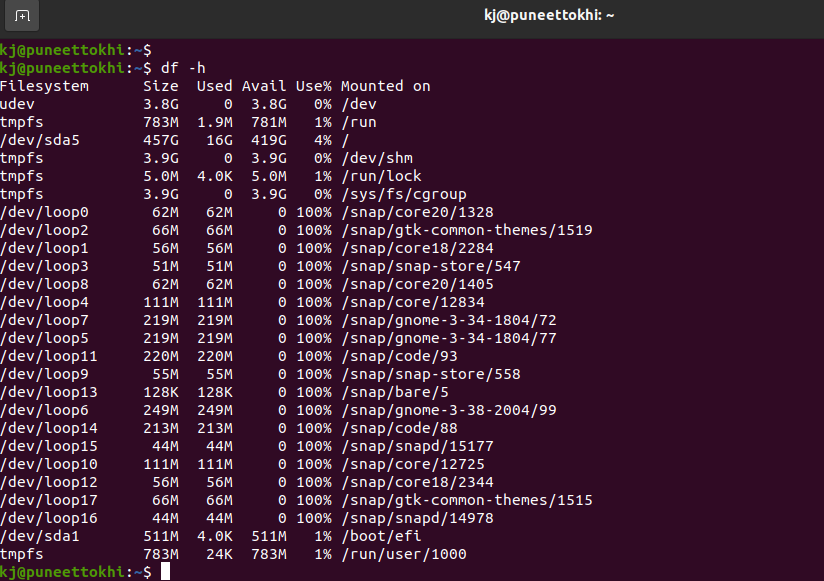 kj@puneettokhi: ~
kj@puneettokhi:~$
kj@puneettokhi:~$ df -h
Filesystem      Size  Used Avail Use% Mounted on
udev            3.8G     0  3.8G   0% /dev
tmpfs           783M  1.9M  781M   1% /run
/dev/sda5       457G   16G  419G   4% /
tmpfs           3.9G     0  3.9G   0% /dev/shm
tmpfs           5.0M  4.0K  5.0M   1% /run/lock
tmpfs           3.9G     0  3.9G   0% /sys/fs/cgroup
/dev/loop0       62M   62M     0 100% /snap/core20/1328
/dev/loop2       66M   66M     0 100% /snap/gtk-common-themes/1519
/dev/loop1       56M   56M     0 100% /snap/core18/2284
/dev/loop3       51M   51M     0 100% /snap/snap-store/547
/dev/loop8       62M   62M     0 100% /snap/core20/1405
/dev/loop4      111M  111M     0 100% /snap/core/12834
/dev/loop7      219M  219M     0 100% /snap/gnome-3-34-1804/72
/dev/loop5      219M  219M     0 100% /snap/gnome-3-34-1804/77
/dev/loop11     220M  220M     0 100% /snap/code/93
/dev/loop9       55M   55M     0 100% /snap/snap-store/558
/dev/loop13     128K  128K     0 100% /snap/bare/5
/dev/loop6      249M  249M     0 100% /snap/gnome-3-38-2004/99
/dev/loop14     213M  213M     0 100% /snap/code/88
/dev/loop15      44M   44M     0 100% /snap/snapd/15177
/dev/loop10     111M  111M     0 100% /snap/core/12725
/dev/loop12      56M   56M     0 100% /snap/core18/2344
/dev/loop17      66M   66M     0 100% /snap/gtk-common-themes/1515
/dev/loop16      44M   44M     0 100% /snap/snapd/14978
/dev/sda1       511M  4.0K  511M   1% /boot/efi
tmpfs           783M   24K  783M   1% /run/user/1000
kj@puneettokhi:~$